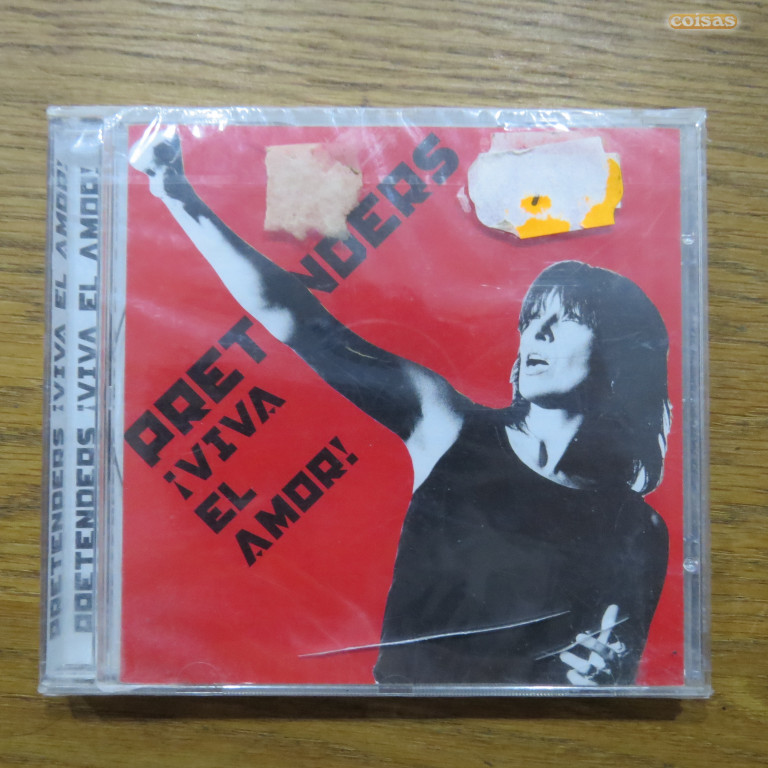 coisas
PRETENDERS ¡VIVA EL AMOR!
PRETENDERS ¡VIVA EL AMOR!
PRETENDERS
¡VIVA
EL
AMOR!